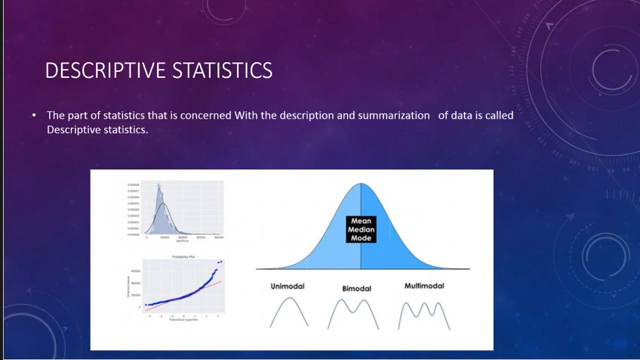 DESCRIPTIVE STATISTICS
• The part of statistics that is concerned With the description and summarization of data is called
Descriptive statistics.
Probability Plot
Mean
Median
Mode
Unimodal
Bimodal
Multimodal